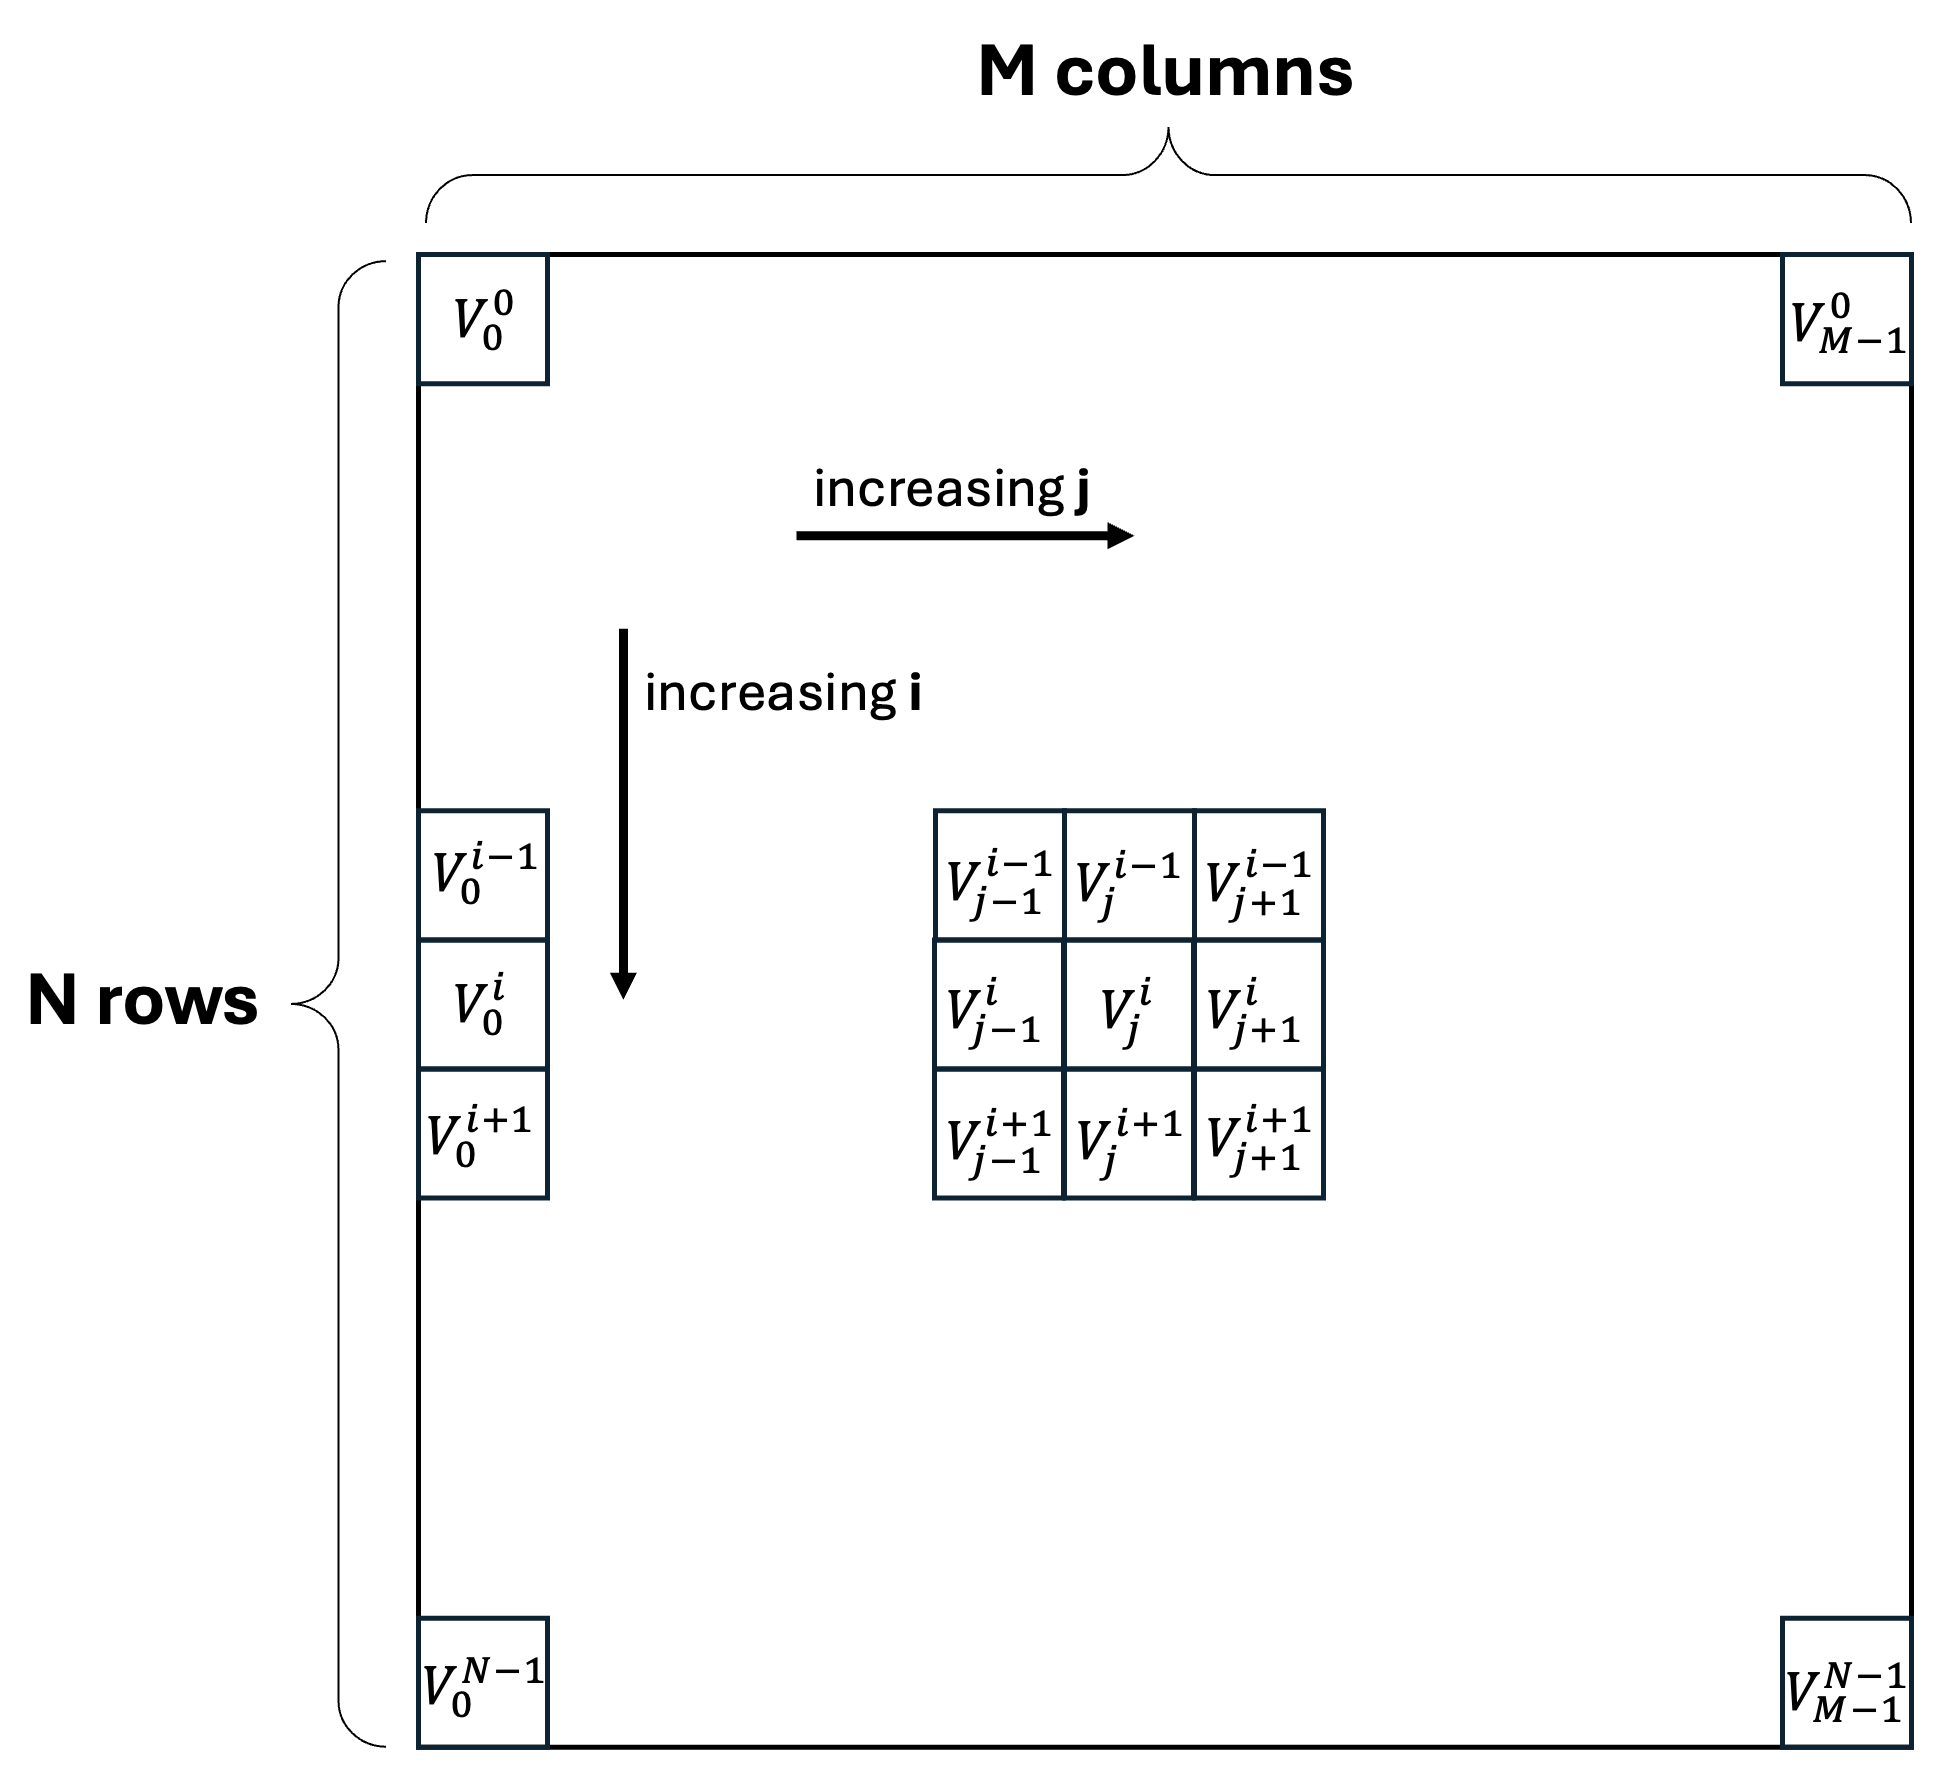 M columns
V_0^0
V_{M-1}^0
increasing j
increasing i
V_0^{i-1}
V_{j-1}^{i-1} V_j^{i-1} V_{j+1}^{i-1}
N rows
V_0^i
V_{j-1}^i V_j^i V_{j+1}^i
V_0^{i+1}
V_{j-1}^{i+1} V_j^{i+1} V_{j+1}^{i+1}
V_0^{N-1}
V_{M-1}^{N-1}